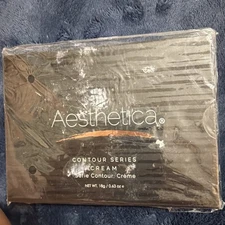 Aesthetica®
CONTOUR SERIES
CREAM
Série Contour: Crème
NET WT. 18g / 0.63 oz e